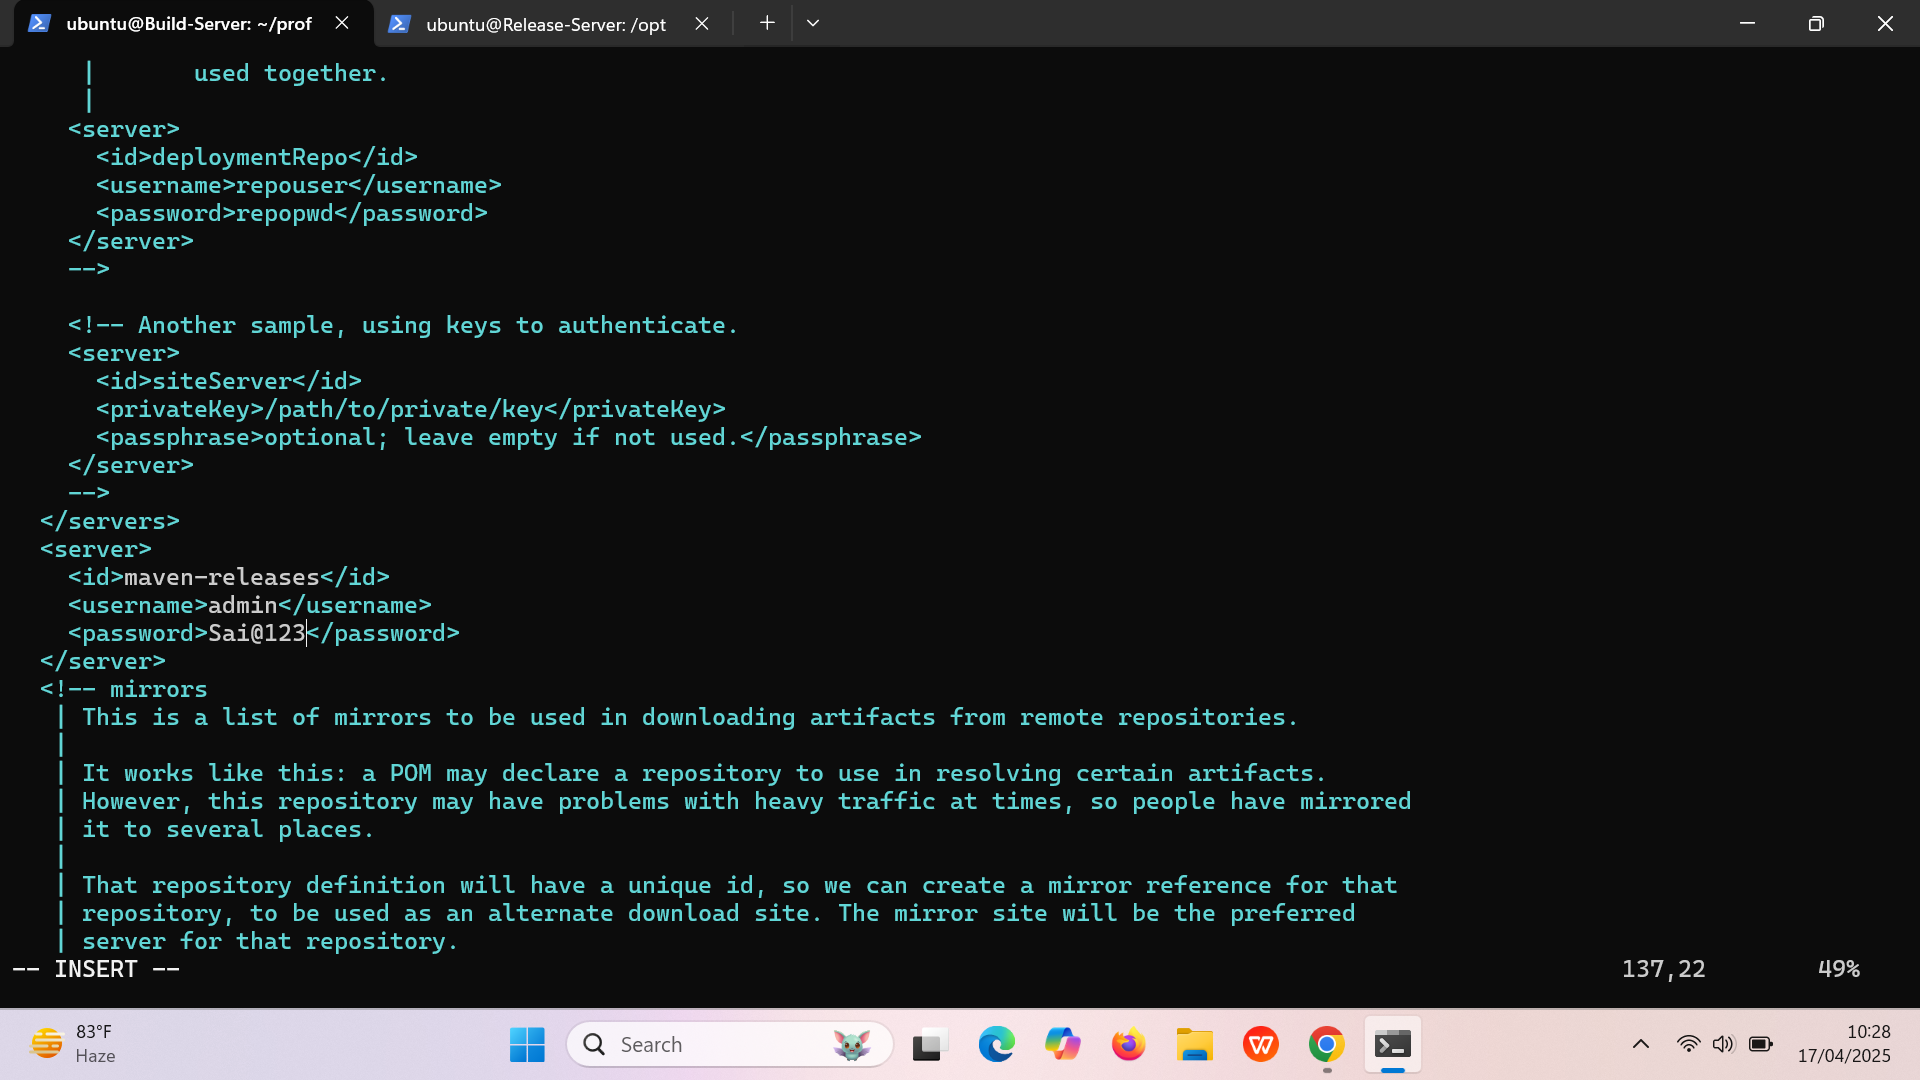 ubuntu@Build-Server: ~/prof
ubuntu@Release-Server: /opt
|       used together.
|
<server>
<id>deploymentRepo</id>
<username>repouser</username>
<password>repopwd</password>
</server>
-->
<!-- Another sample, using keys to authenticate.
<server>
<id>siteServer</id>
<privateKey>/path/to/private/key</privateKey>
<passphrase>optional; leave empty if not used.</passphrase>
</server>
-->
</servers>
<server>
<id>maven-releases</id>
<username>admin</username>
<password>Sai@123</password>
</server>
<!-- mirrors
| This is a list of mirrors to be used in downloading artifacts from remote repositories.
|
| It works like this: a POM may declare a repository to use in resolving certain artifacts.
| However, this repository may have problems with heavy traffic at times, so people have mirrored
| it to several places.
|
| That repository definition will have a unique id, so we can create a mirror reference for that
| repository, to be used as an alternate download site. The mirror site will be the preferred
| server for that repository.
-- INSERT --
137,22
49%
83°F
Haze
Search
10:28
17/04/2025